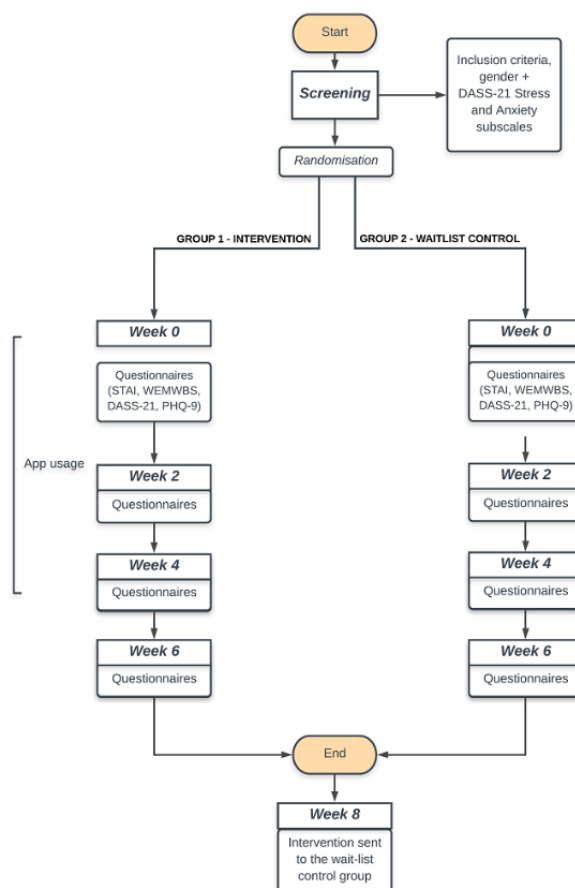 Start
Screening
Inclusion criteria,
gender +
DASS-21 Stress
and Anxiety
subscales
Randomisation
GROUP 1 - INTERVENTION
GROUP 2 - WAITLIST CONTROL
Week 0
Questionnaires
(STAI, WEMWBS,
DASS-21, PHQ-9)
Week 0
Questionnaires
(STAI, WEMWBS,
DASS-21, PHQ-9)
App usage
Week 2
Questionnaires
Week 2
Questionnaires
Week 4
Questionnaires
Week 4
Questionnaires
Week 6
Questionnaires
Week 6
Questionnaires
End
Week 8
Intervention sent
to the wait-list
control group